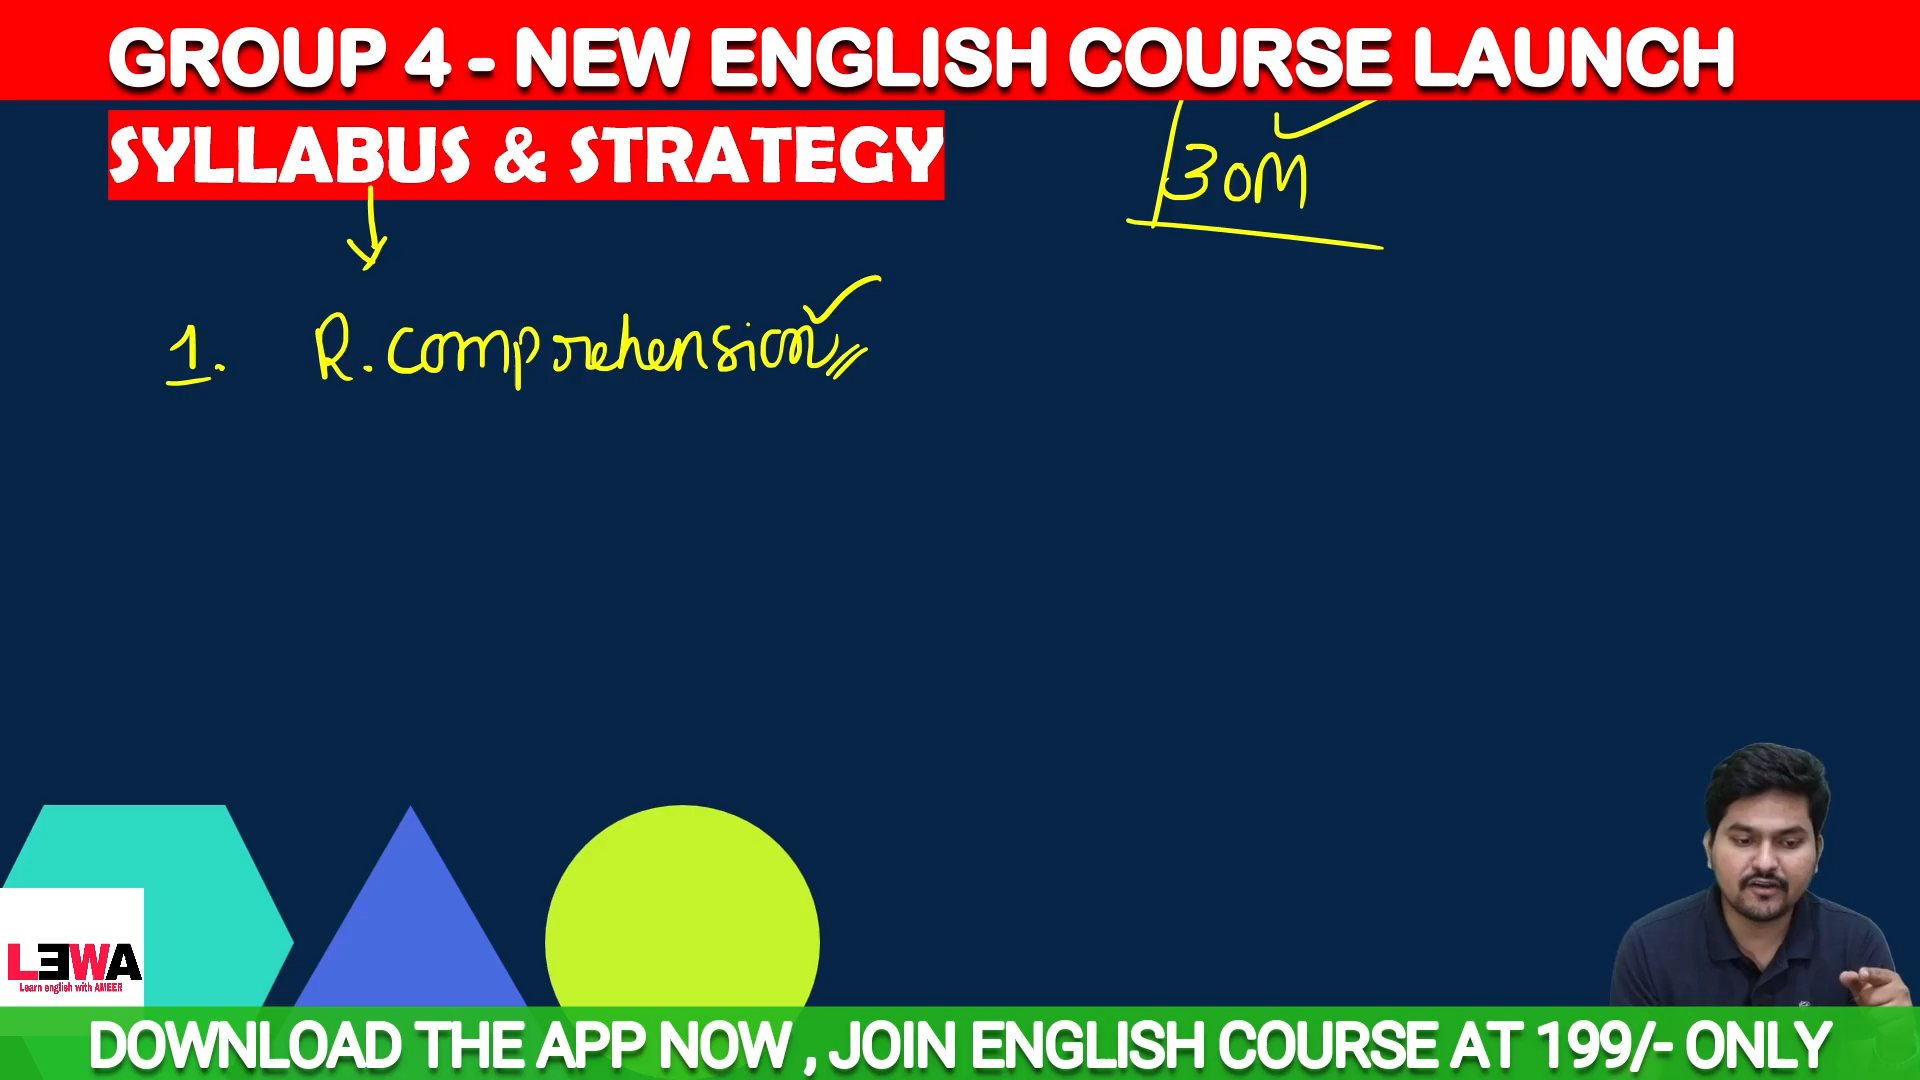 GROUP 4 - NEW ENGLISH COURSE LAUNCH
SYLLABUS & STRATEGY
30M
1. R. comprehension
LEWA
Learn english with AMEER
DOWNLOAD THE APP NOW , JOIN ENGLISH COURSE AT 199/- ONLY